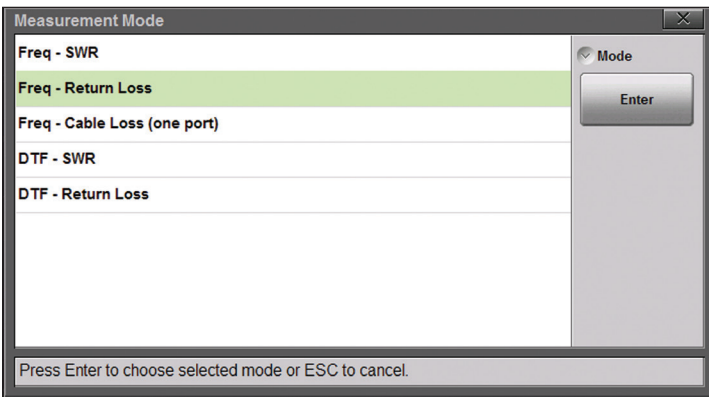 Measurement Mode
Freq - SWR
Freq - Return Loss
Freq - Cable Loss (one port)
DTF - SWR
DTF - Return Loss
Mode
Enter
Press Enter to choose selected mode or ESC to cancel.